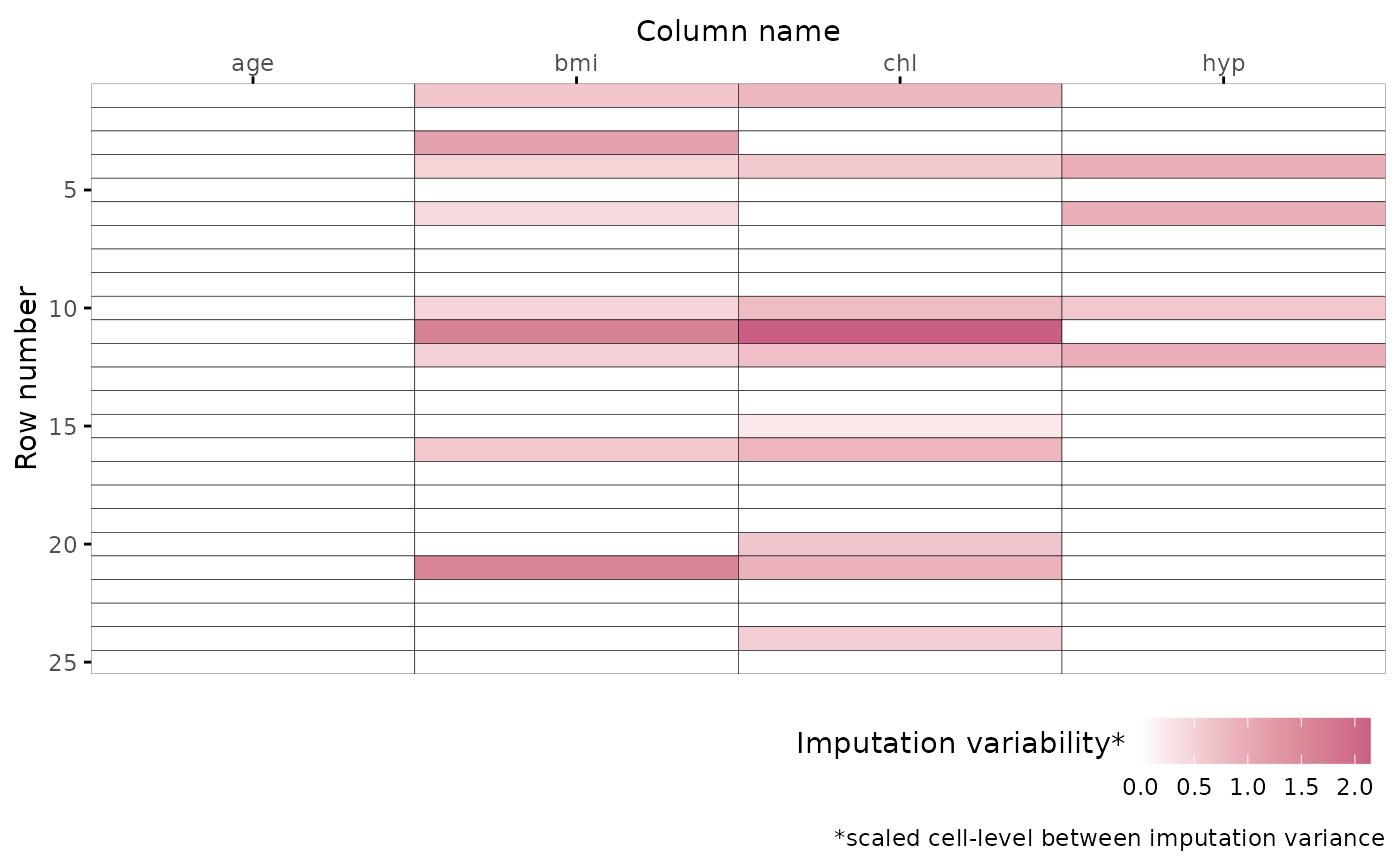 Column name
age bmi chl hyp
Row number
5
10
15
20
25
Imputation variability*
0.0 0.5 1.0 1.5 2.0
*scaled cell-level between imputation variance